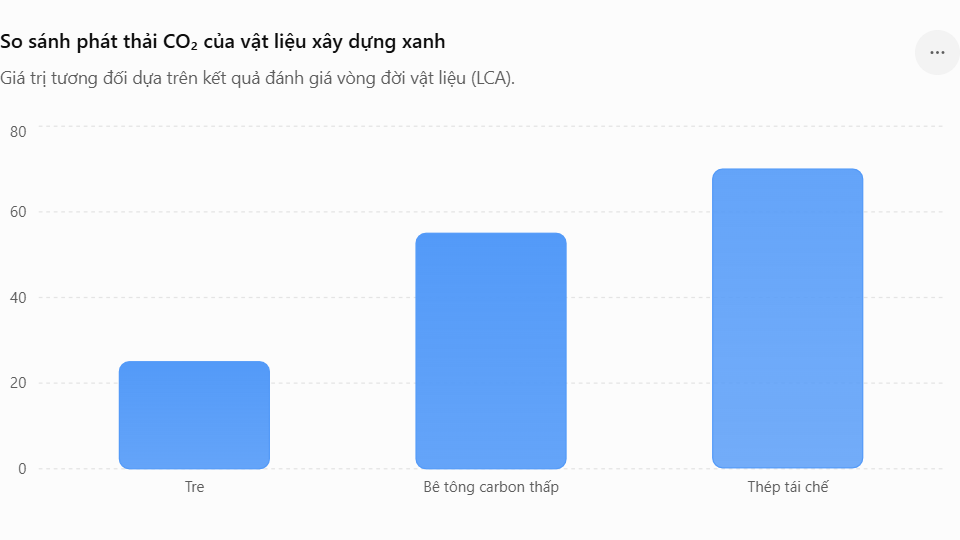 So sánh phát thải CO₂ của vật liệu xây dựng xanh
Giá trị tương đối dựa trên kết quả đánh giá vòng đời vật liệu (LCA).
80
60
40
20
0
Tre
Bê tông carbon thấp
Thép tái chế